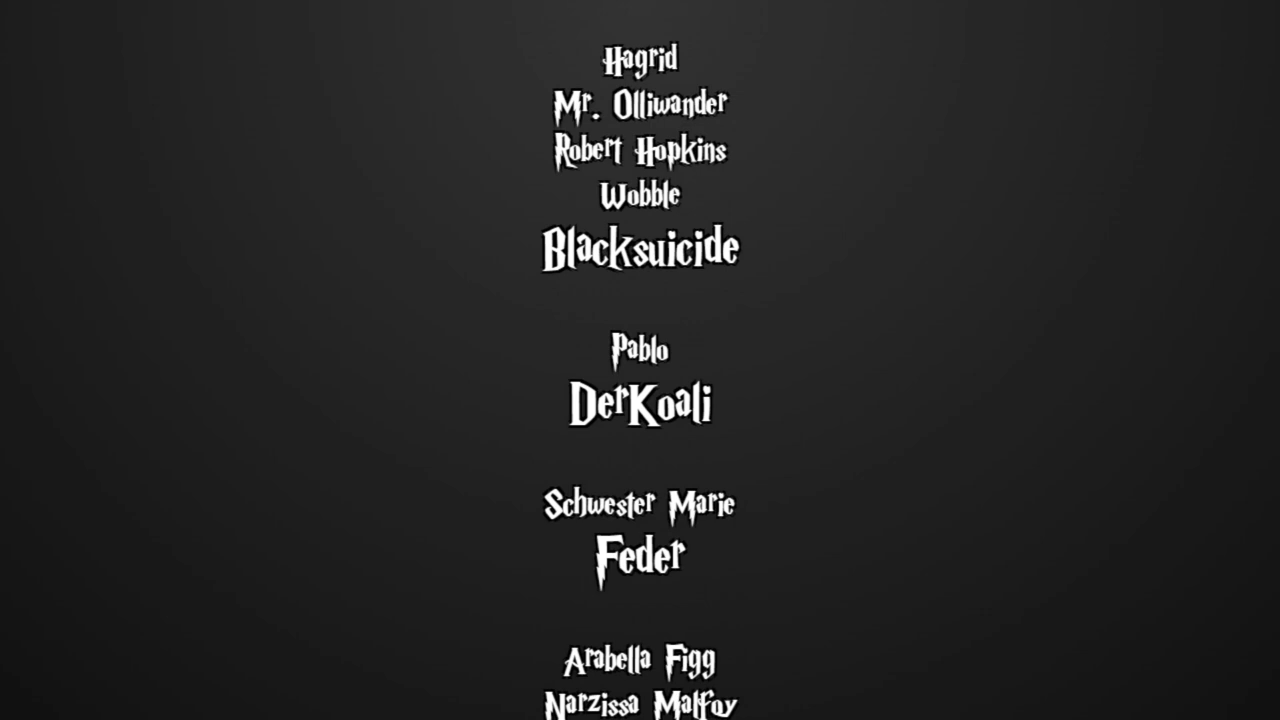 Hagrid
Mr. Olliwander
Robert Hopkins
Wobble
Blacksuicide
Pablo
DerKoali
Schwester Marie
Feder
Arabella Figg
Narzissa Malfoy